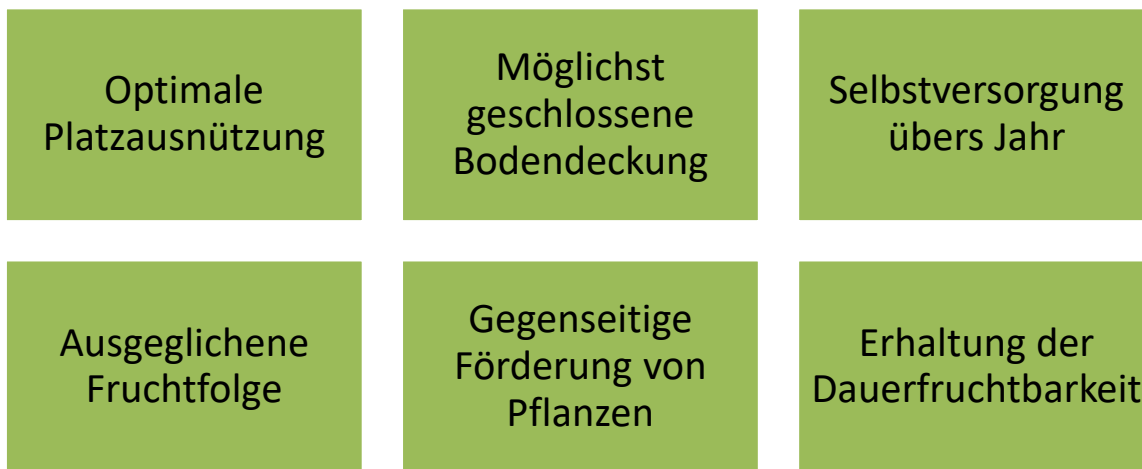 Optimale
Platzausnützung
Möglichst
geschlossene
Bodendeckung
Selbstversorgung
übers Jahr
Ausgeglichene
Fruchtfolge
Gegenseitige
Förderung von
Pflanzen
Erhaltung der
Dauerfruchtbarkeit